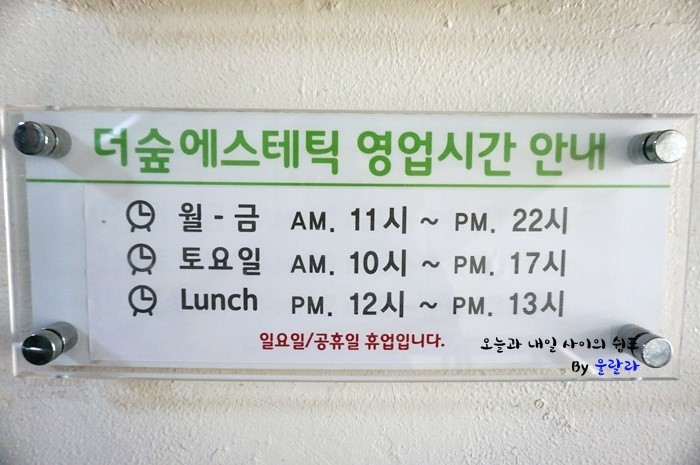 더숲에스테틱 영업시간 안내
월 - 금 AM. 11시 ~ PM. 22시
토요일 AM. 10시 ~ PM. 17시
Lunch PM. 12시 ~ PM. 13시
일요일/공휴일 휴업입니다.
오늘과 내일 사이의 쉼표
By 울랄라